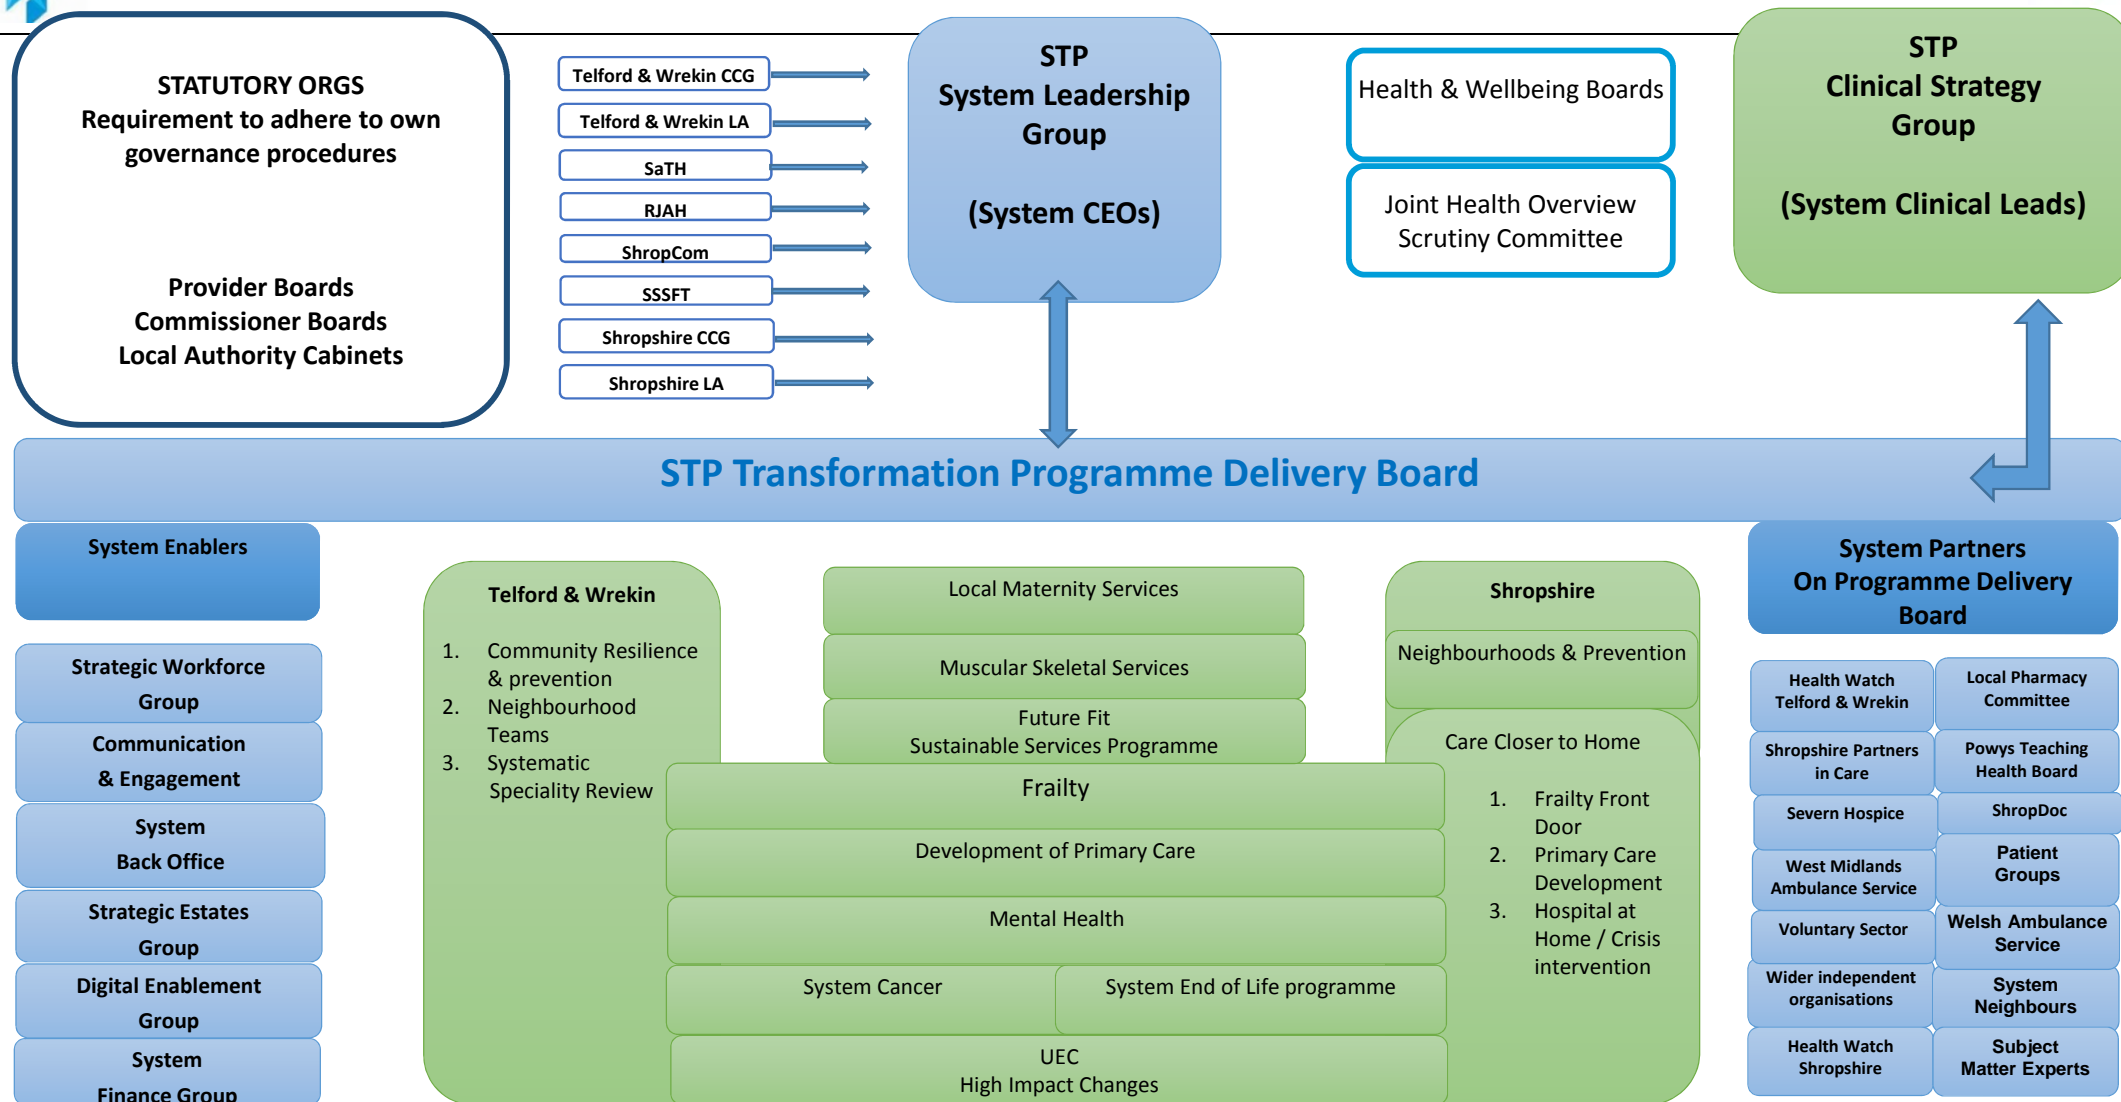 STATUTORY ORGS
Requirement to adhere to own
governance procedures
Provider Boards
Commissioner Boards
Local Authority Cabinets
Telford & Wrekin CCG
Telford & Wrekin LA
SaTH
RJAH
ShropCom
SSSFT
Shropshire CCG
Shropshire LA
STP
System Leadership
Group
(System CEOs)
Health & Wellbeing Boards
Joint Health Overview
Scrutiny Committee
STP
Clinical Strategy
Group
(System Clinical Leads)
STP Transformation Programme Delivery Board
System Enablers
Strategic Workforce
Group
Communication
& Engagement
System
Back Office
Strategic Estates
Group
Digital Enablement
Group
System
Finance Group
Telford & Wrekin
1. Community Resilience
& prevention
2. Neighbourhood
Teams
3. Systematic
Speciality Review
Local Maternity Services
Muscular Skeletal Services
Future Fit
Sustainable Services Programme
Frailty
Development of Primary Care
Mental Health
System Cancer
System End of Life programme
UEC
High Impact Changes
Shropshire
Neighbourhoods & Prevention
Care Closer to Home
1. Frailty Front
Door
2. Primary Care
Development
3. Hospital at
Home / Crisis
intervention
System Partners
On Programme Delivery
Board
Health Watch
Telford & Wrekin
Local Pharmacy
Committee
Shropshire Partners
in Care
Powys Teaching
Health Board
Severn Hospice
ShropDoc
West Midlands
Ambulance Service
Patient
Groups
Voluntary Sector
Welsh Ambulance
Service
Wider independent
organisations
System
Neighbours
Health Watch
Shropshire
Subject
Matter Experts